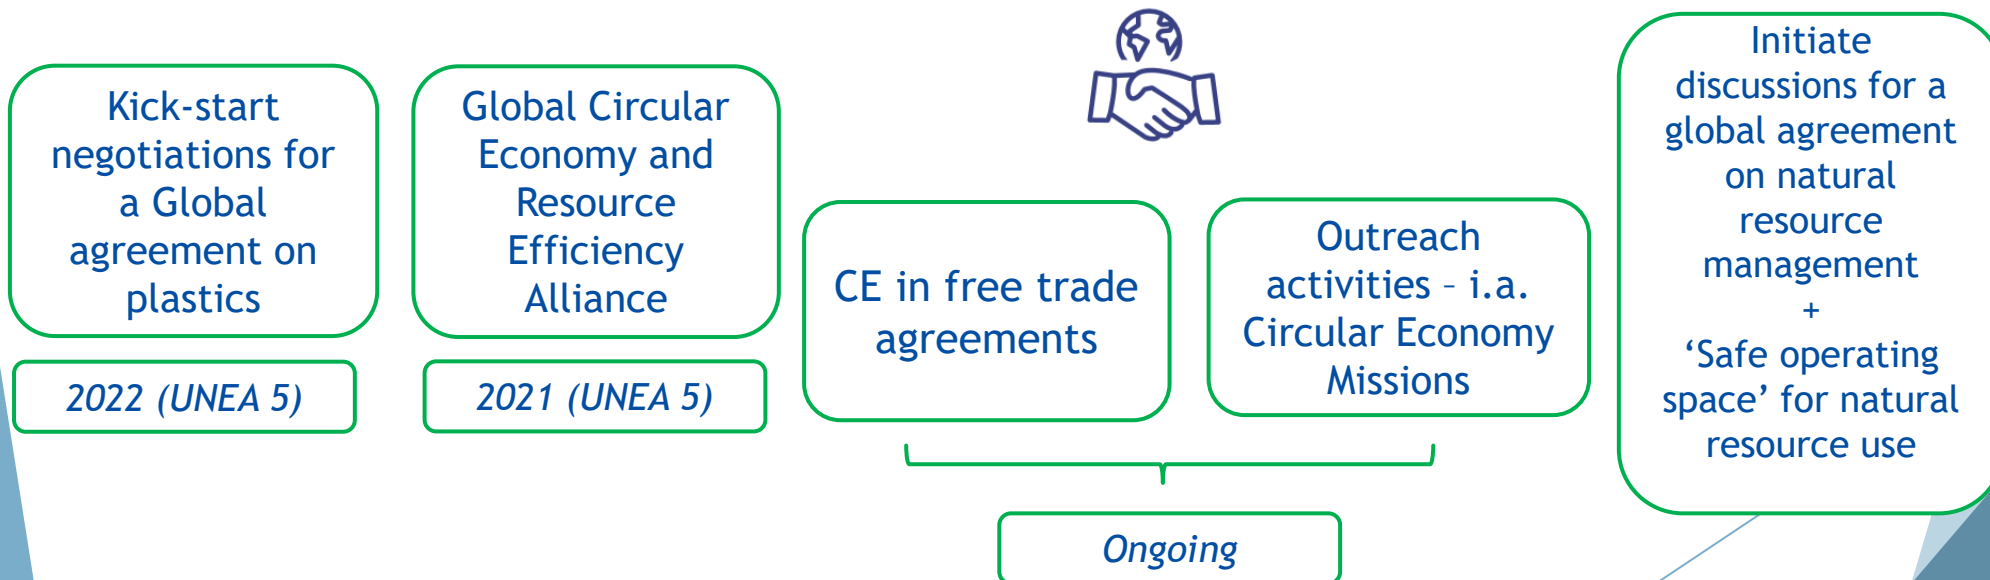 Kick-start
negotiations for
a Global
agreement on
plastics
2022 (UNEA 5)
Global Circular
Economy and
Resource
Efficiency
Alliance
2021 (UNEA 5)
CE in free trade
agreements
Outreach
activities – i.a.
Circular Economy
Missions
Ongoing
Initiate
discussions for a
global agreement
on natural
resource
management
+
‘Safe operating
space’ for natural
resource use